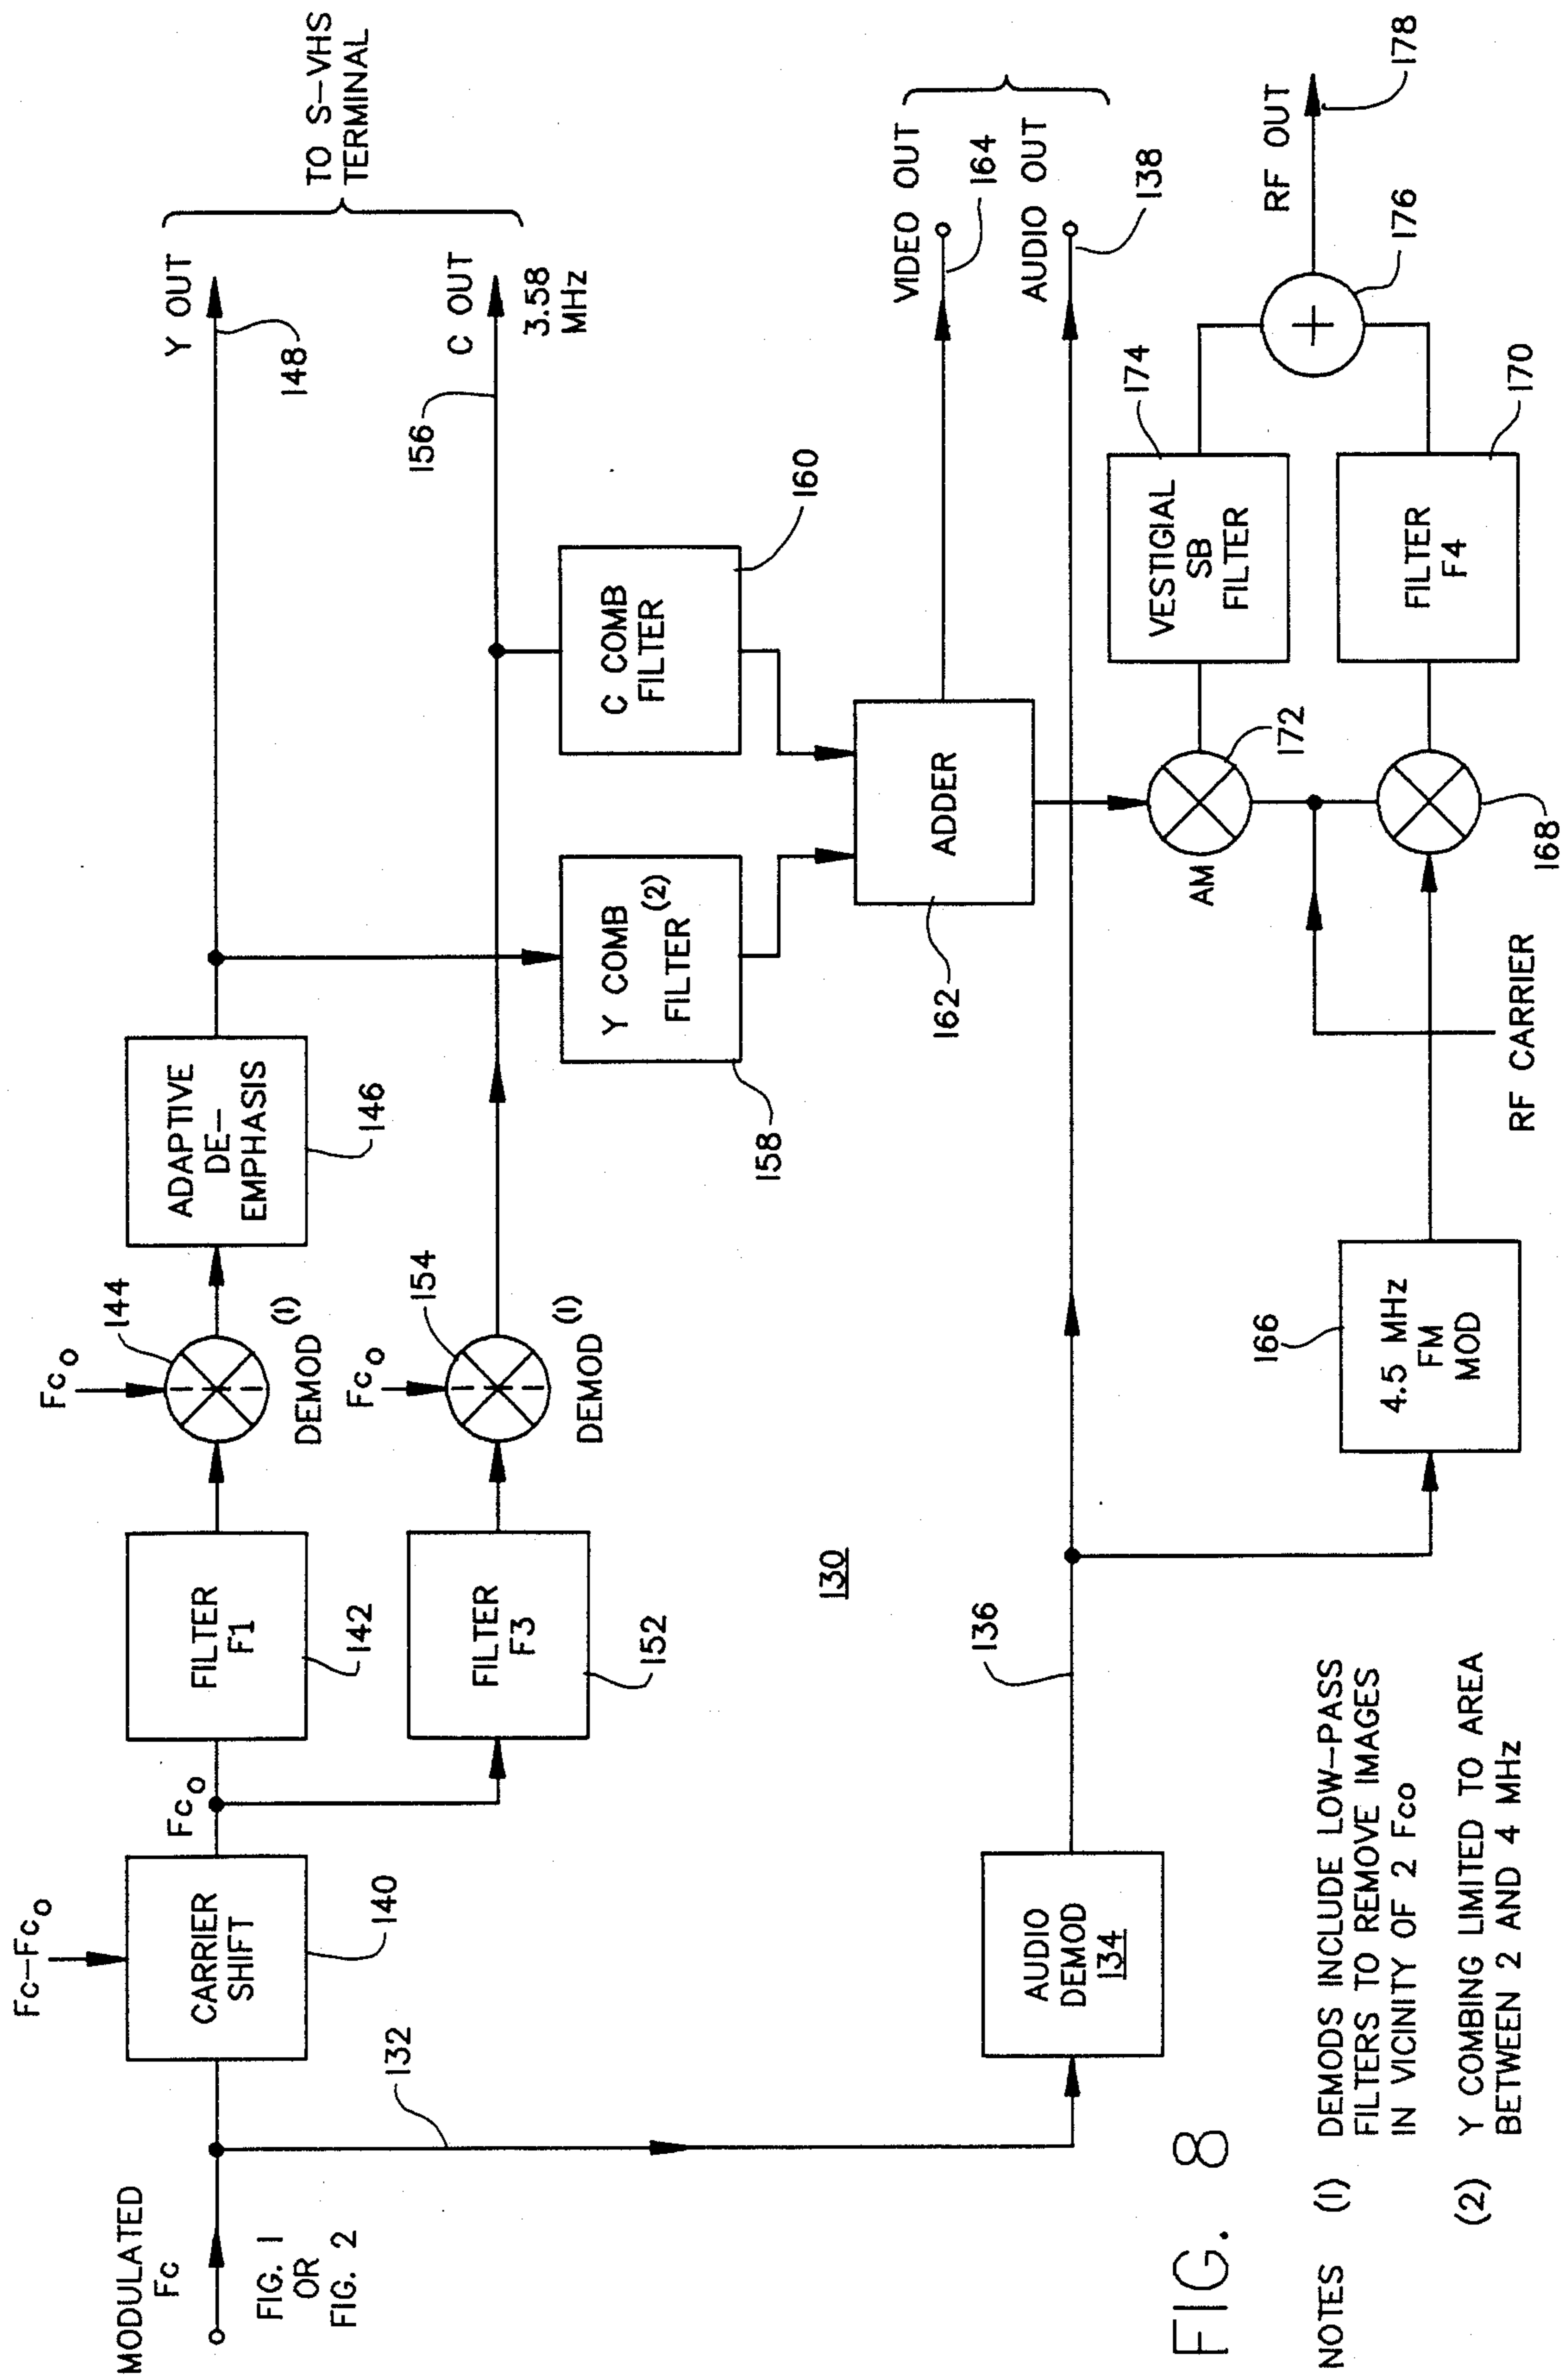 MODULATED
Fc
FIG. 1
OR
FIG. 2
132
Fc–Fco
CARRIER
SHIFT
140
Fco
FILTER
F1
142
FILTER
F3
152
Fco
144
DEMOD (1)
Fco
154
DEMOD (1)
ADAPTIVE
DE–
EMPHASIS
146
Y OUT
148
C OUT
3.58
MHz
156
TO S–VHS
TERMINAL
Y COMB
FILTER (2)
158
C COMB
FILTER
160
ADDER
162
VIDEO OUT
164
AUDIO OUT
138
130
AUDIO
DEMOD
134
136
4.5 MHz
FM
MOD
166
RF CARRIER
AM
172
168
VESTIGIAL
SB
FILTER
174
FILTER
F4
170
176
RF OUT
178
FIG. 8
NOTES (1) DEMODS INCLUDE LOW–PASS
FILTERS TO REMOVE IMAGES
IN VICINITY OF 2 Fco
(2) Y COMBING LIMITED TO AREA
BETWEEN 2 AND 4 MHz